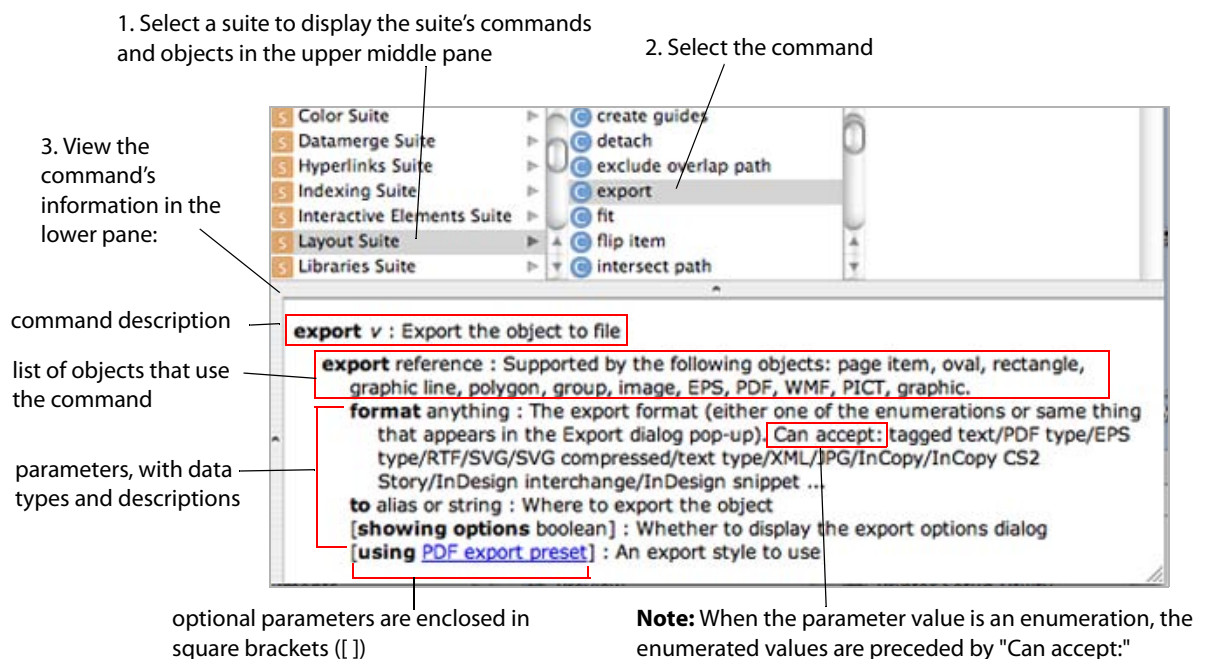 1. Select a suite to display the suite's commands
and objects in the upper middle pane
2. Select the command
3. View the
command's
information in the
lower pane:
S Color Suite
S Datamerge Suite
S Hyperlinks Suite
S Indexing Suite
S Interactive Elements Suite
S Layout Suite
S Libraries Suite
C create guides
C detach
C exclude overlap path
C export
C fit
C flip item
C intersect path
command description
export v : Export the object to file
list of objects that use
the command
export reference : Supported by the following objects: page item, oval, rectangle,
graphic line, polygon, group, image, EPS, PDF, WMF, PICT, graphic.
parameters, with data
types and descriptions
format anything : The export format (either one of the enumerations or same thing
that appears in the Export dialog pop-up). Can accept: tagged text/PDF type/EPS
type/RTF/SVG/SVG compressed/text type/XML/JPG/InCopy/InCopy CS2
Story/InDesign interchange/InDesign snippet ...
to alias or string : Where to export the object
[showing options boolean] : Whether to display the export options dialog
[using PDF export preset] : An export style to use
optional parameters are enclosed in
square brackets ([ ])
Note: When the parameter value is an enumeration, the
enumerated values are preceded by "Can accept:"